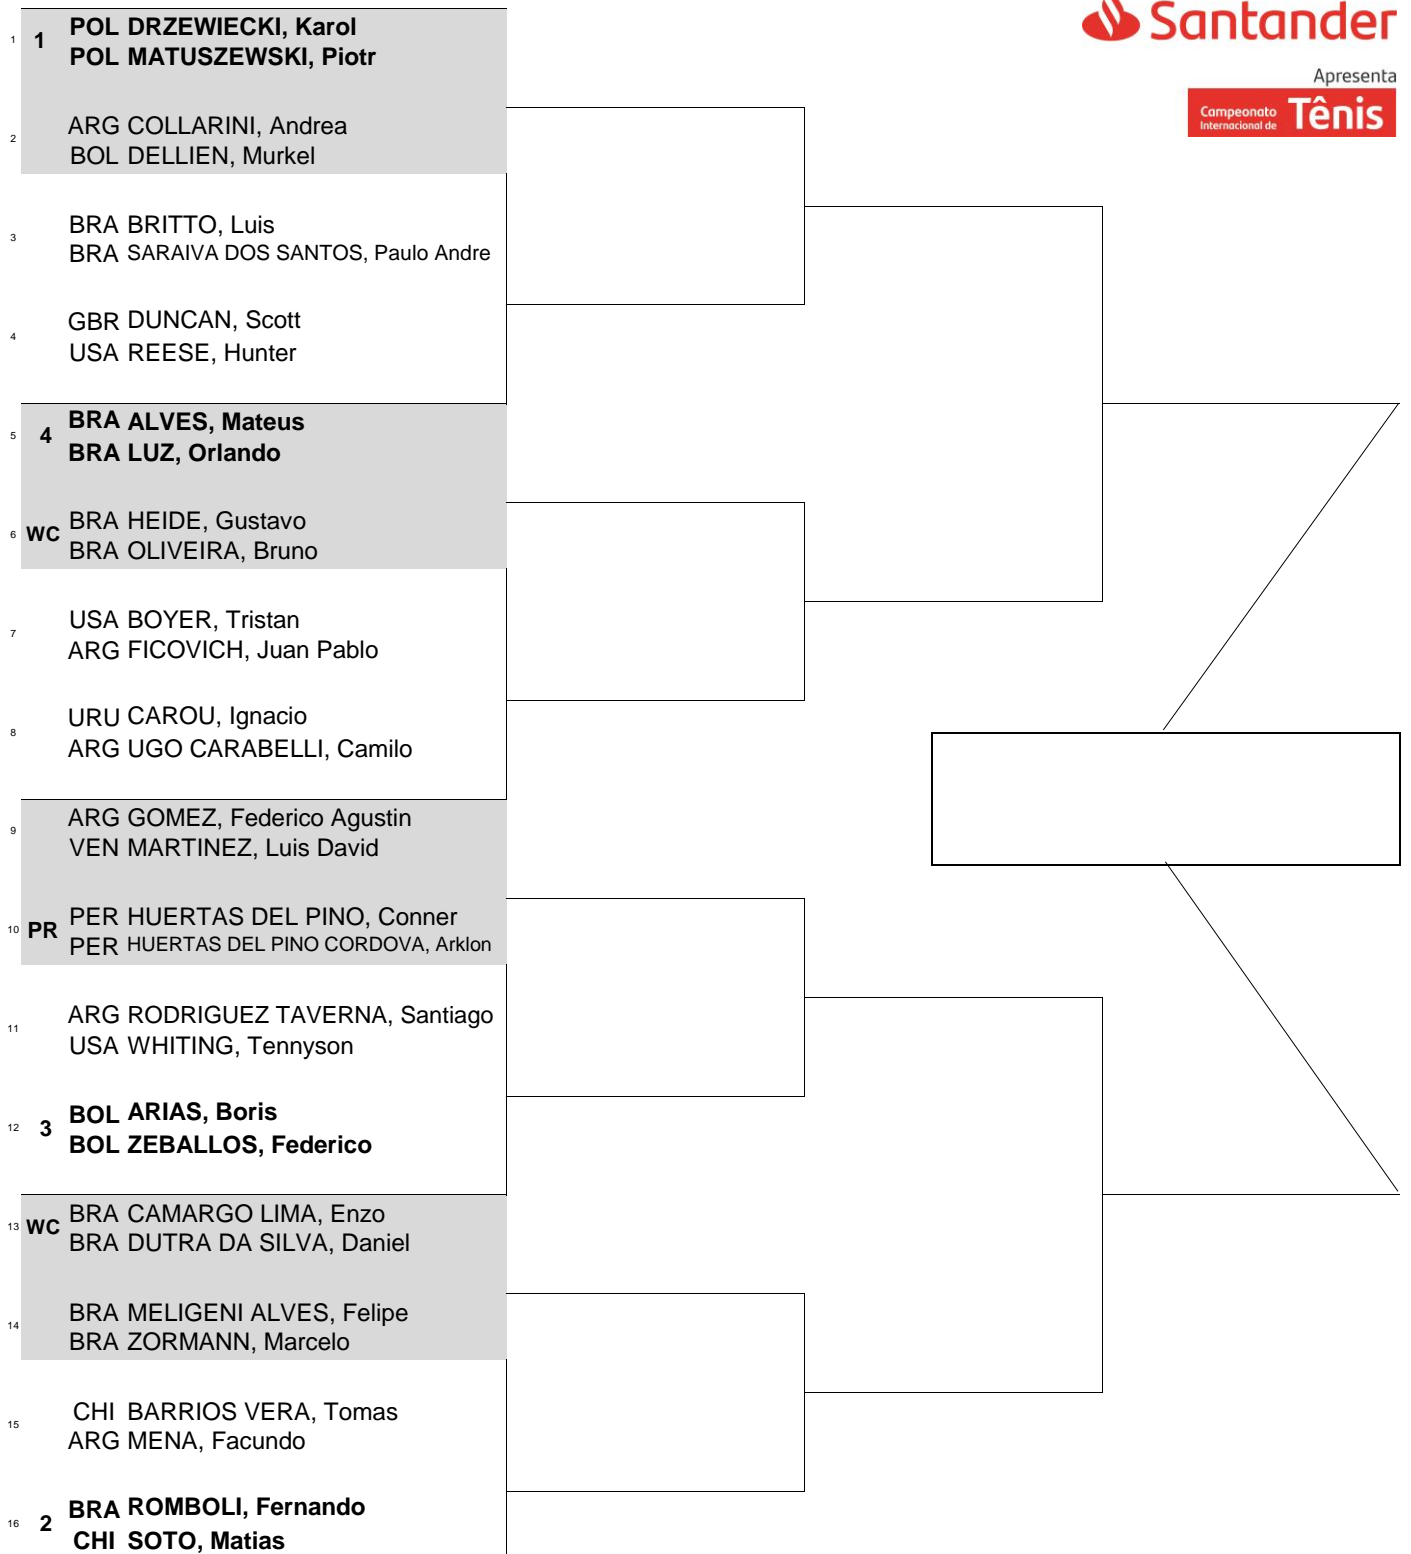 Santander
Apresenta
Campeonato
Internacional de
Tênis
1 1 POL DRZEWIECKI, Karol
POL MATUSZEWSKI, Piotr
2 ARG COLLARINI, Andrea
BOL DELLIEN, Murkel
3 BRA BRITTO, Luis
BRA SARAIVA DOS SANTOS, Paulo Andre
4 GBR DUNCAN, Scott
USA REESE, Hunter
5 4 BRA ALVES, Mateus
BRA LUZ, Orlando
6 WC BRA HEIDE, Gustavo
BRA OLIVEIRA, Bruno
7 USA BOYER, Tristan
ARG FICOVICH, Juan Pablo
8 URU CAROU, Ignacio
ARG UGO CARABELLI, Camilo
9 ARG GOMEZ, Federico Agustin
VEN MARTINEZ, Luis David
10 PR PER HUERTAS DEL PINO, Conner
PER HUERTAS DEL PINO CORDOVA, Arklon
11 ARG RODRIGUEZ TAVERNA, Santiago
USA WHITING, Tennyson
12 3 BOL ARIAS, Boris
BOL ZEBALLOS, Federico
13 WC BRA CAMARGO LIMA, Enzo
BRA DUTRA DA SILVA, Daniel
14 BRA MELIGENI ALVES, Felipe
BRA ZORMANN, Marcelo
15 CHI BARRIOS VERA, Tomas
ARG MENA, Facundo
16 2 BRA ROMBOLI, Fernando
CHI SOTO, Matias